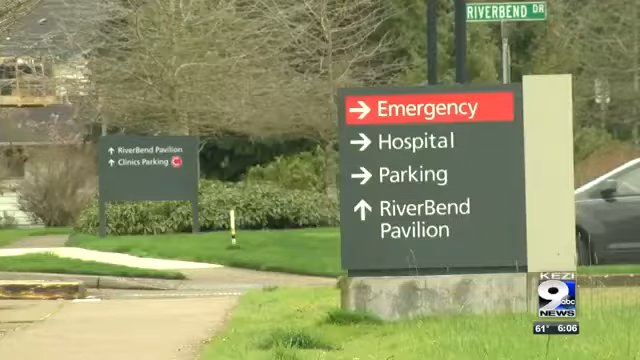 RIVERBEND DR
→ Emergency
→ Hospital
→ Parking
↑ RiverBend
Pavilion
↑ RiverBend Pavilion
↑ Clinics Parking
KEZI
9 abc
NEWS
61° 6:06